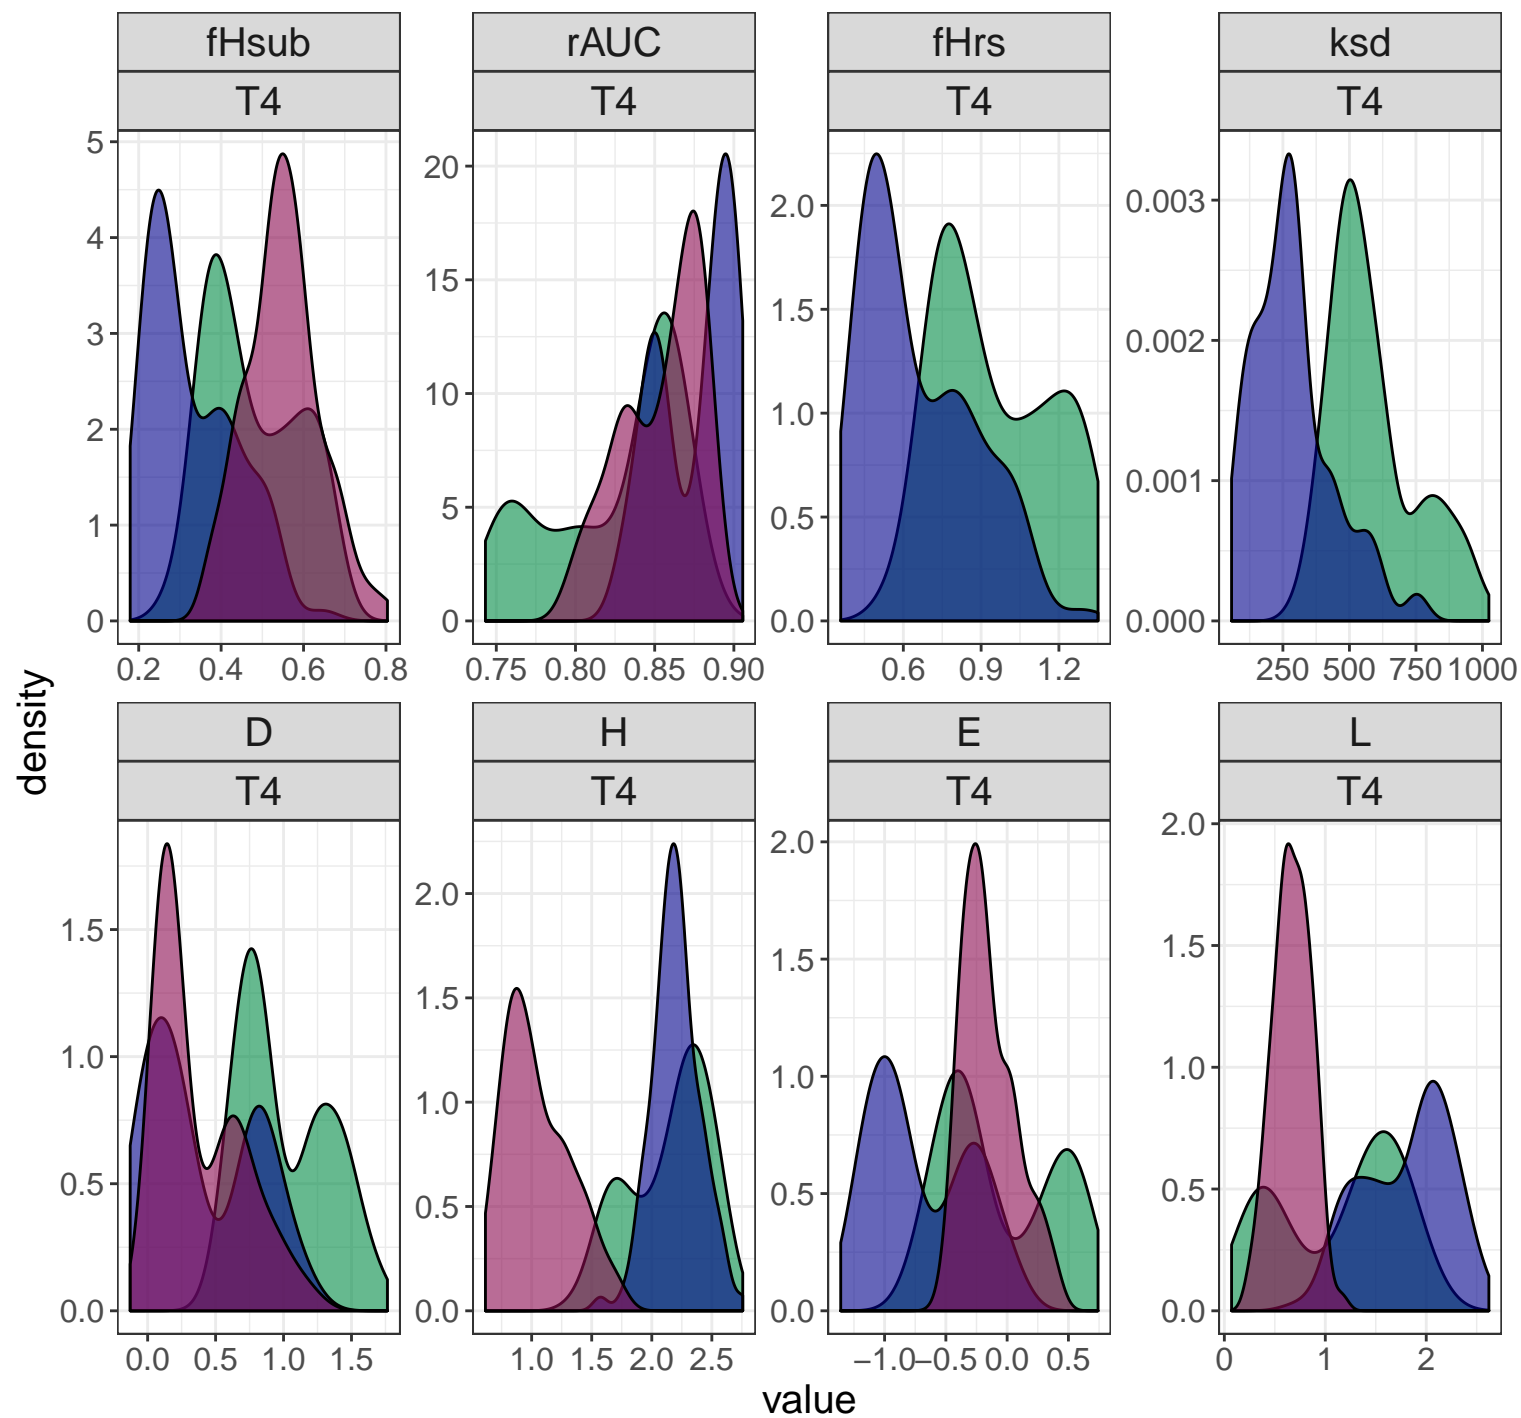 fHsub rAUC fHrs ksd
T4 T4 T4 T4
5 4 3 2 1 0
20 15 10 5 0
2.0 1.5 1.0 0.5 0.0
0.003 0.002 0.001 0.000
0.2 0.4 0.6 0.8
0.75 0.80 0.85 0.90
0.6 0.9 1.2
250 500 750 1000
density
D H E L
T4 T4 T4 T4
1.5 1.0 0.5 0.0
2.0 1.5 1.0 0.5 0.0
2.0 1.5 1.0 0.5 0.0
2.0 1.5 1.0 0.5 0.0
0.0 0.5 1.0 1.5
1.0 1.5 2.0 2.5
−1.0 −0.5 0.0 0.5
0 1 2
value